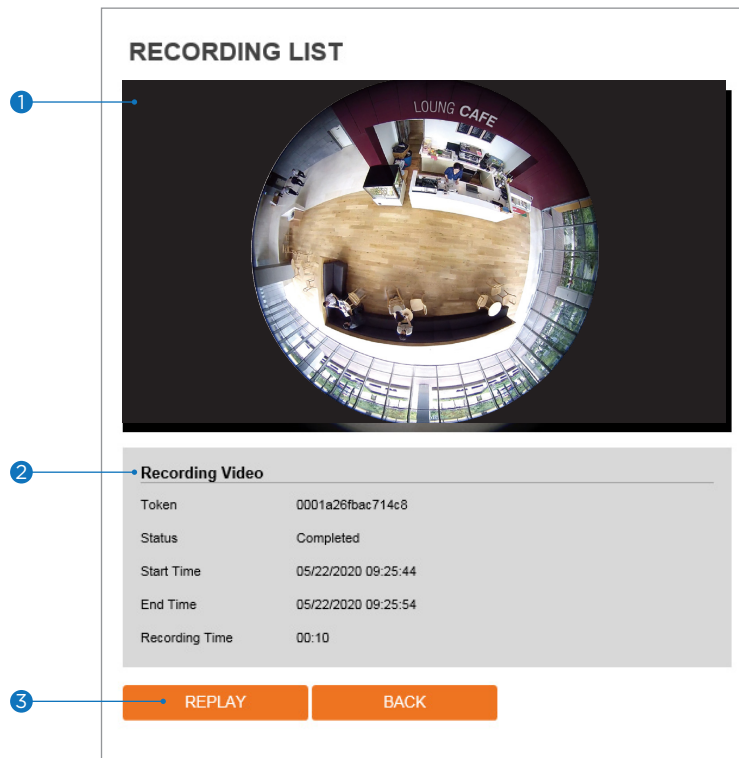 RECORDING LIST
1
LOUNG CAFE
2
Recording Video
Token 0001a26fbac714c8
Status Completed
Start Time 05/22/2020 09:25:44
End Time 05/22/2020 09:25:54
Recording Time 00:10
3
REPLAY BACK